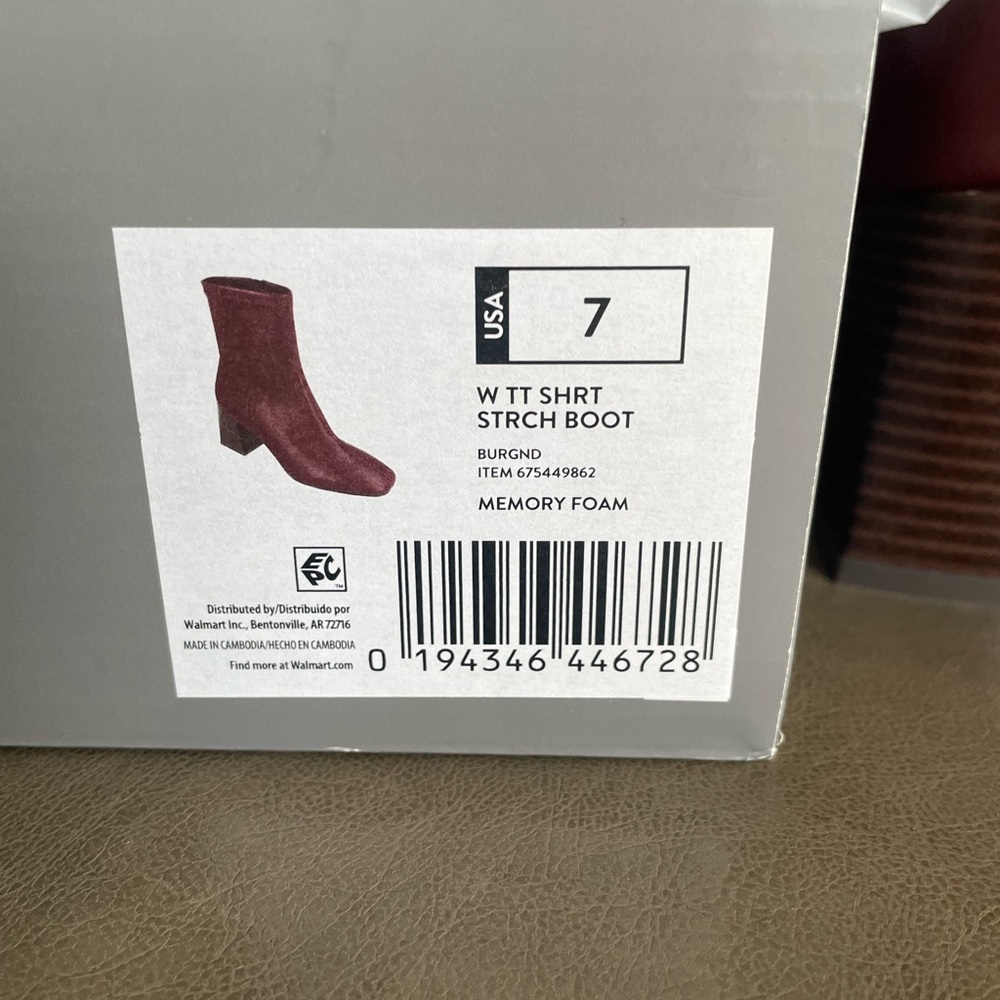 USA
7
W TT SHRT
STRCH BOOT
BURGND
ITEM 675449862
MEMORY FOAM
EPC
TM
Distributed by/Distribuido por
Walmart Inc., Bentonville, AR 72716
MADE IN CAMBODIA/HECHO EN CAMBODIA
Find more at Walmart.com
0 194346 446728